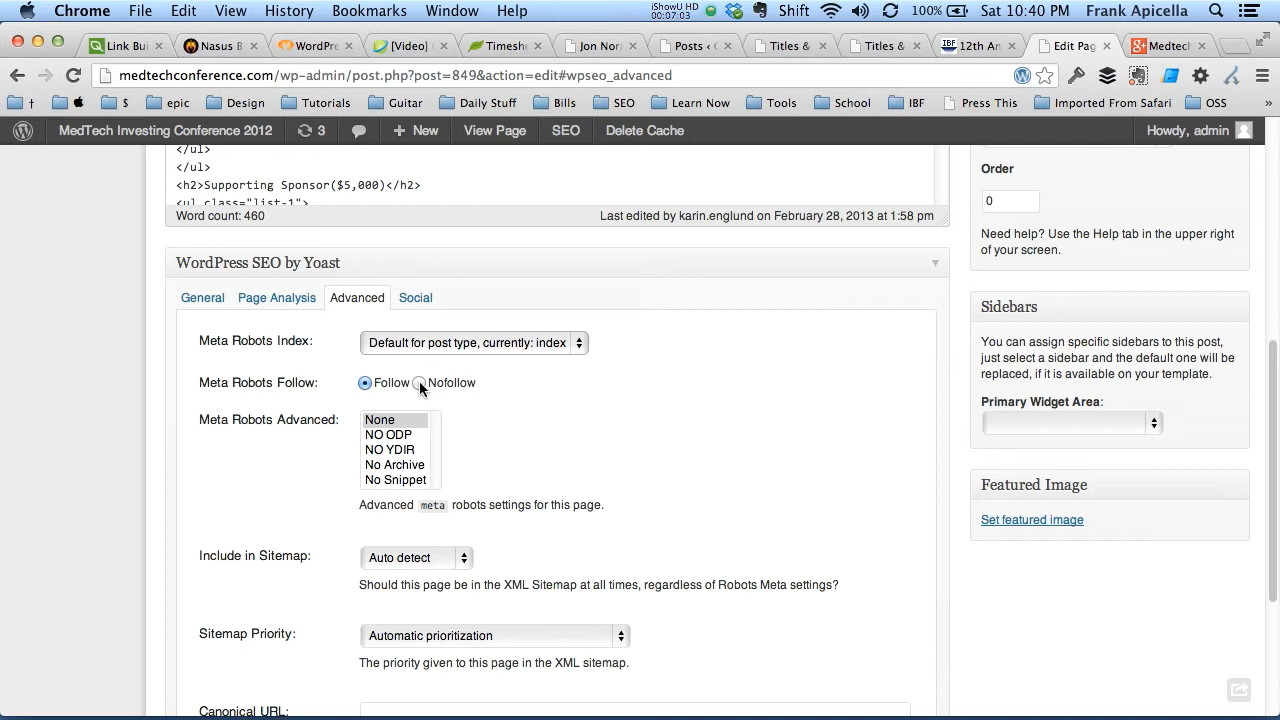 Chrome File Edit View History Bookmarks Window Help iShowU HD 00:07:03 Shift 100% Sat 10:40 PM Frank Apicella
Link Bui Nasus B WordPre [Video] Timeshe Jon Norr Posts ‹ Titles & Titles & 12th An Edit Pag Medtech
medtechconference.com/wp-admin/post.php?post=849&action=edit#wpseo_advanced
† $ epic Design Tutorials Guitar Daily Stuff Bills SEO Learn Now Tools School IBF Press This Imported From Safari OSS »
MedTech Investing Conference 2012 3 + New View Page SEO Delete Cache Howdy, admin
</ul>
</ul>
<h2>Supporting Sponsor($5,000)</h2>
<ul class="list-1">
Word count: 460 Last edited by karin.englund on February 28, 2013 at 1:58 pm
WordPress SEO by Yoast
General Page Analysis Advanced Social
Meta Robots Index: Default for post type, currently: index
Meta Robots Follow: Follow Nofollow
Meta Robots Advanced: None
NO ODP
NO YDIR
No Archive
No Snippet
Advanced meta robots settings for this page.
Include in Sitemap: Auto detect
Should this page be in the XML Sitemap at all times, regardless of Robots Meta settings?
Sitemap Priority: Automatic prioritization
The priority given to this page in the XML sitemap.
Canonical URL:
Order
0
Need help? Use the Help tab in the upper right
of your screen.
Sidebars
You can assign specific sidebars to this post,
just select a sidebar and the default one will be
replaced, if it is available on your template.
Primary Widget Area:
Featured Image
Set featured image